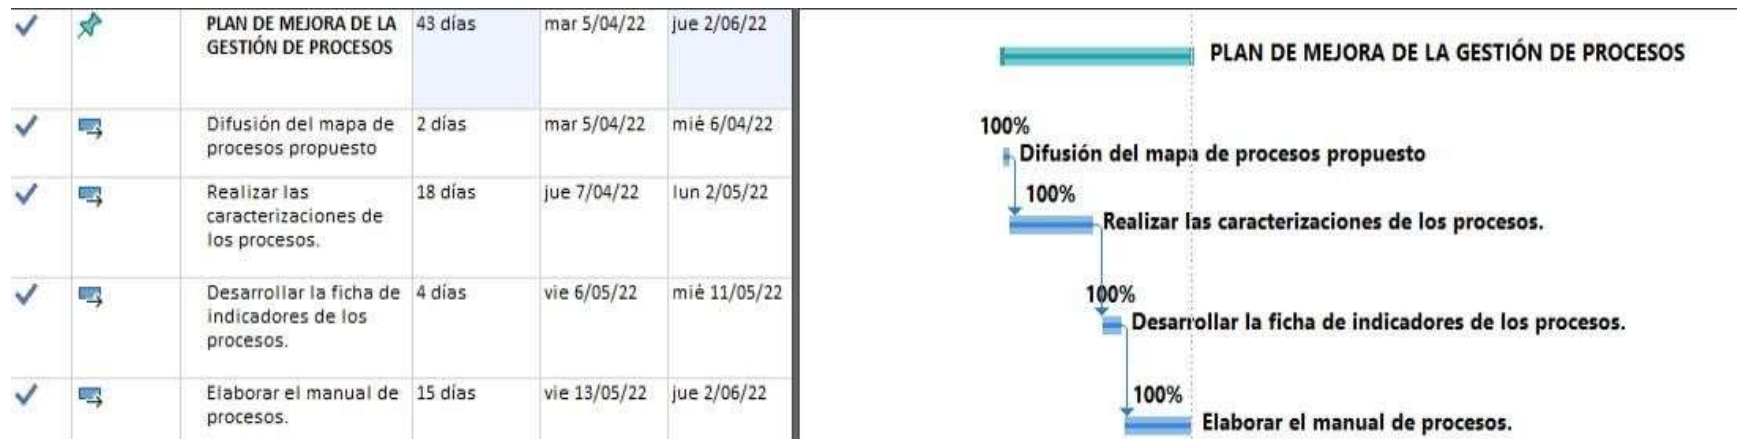 PLAN DE MEJORA DE LA 43 días mar 5/04/22 jue 2/06/22
GESTIÓN DE PROCESOS
PLAN DE MEJORA DE LA GESTIÓN DE PROCESOS
Difusión del mapa de 2 días mar 5/04/22 mié 6/04/22
procesos propuesto
100%
Difusión del mapa de procesos propuesto
Realizar las 18 días jue 7/04/22 lun 2/05/22
caracterizaciones de
los procesos.
100%
Realizar las caracterizaciones de los procesos.
Desarrollar la ficha de 4 días vie 6/05/22 mié 11/05/22
indicadores de los
procesos.
100%
Desarrollar la ficha de indicadores de los procesos.
Elaborar el manual de 15 días vie 13/05/22 jue 2/06/22
procesos.
100%
Elaborar el manual de procesos.